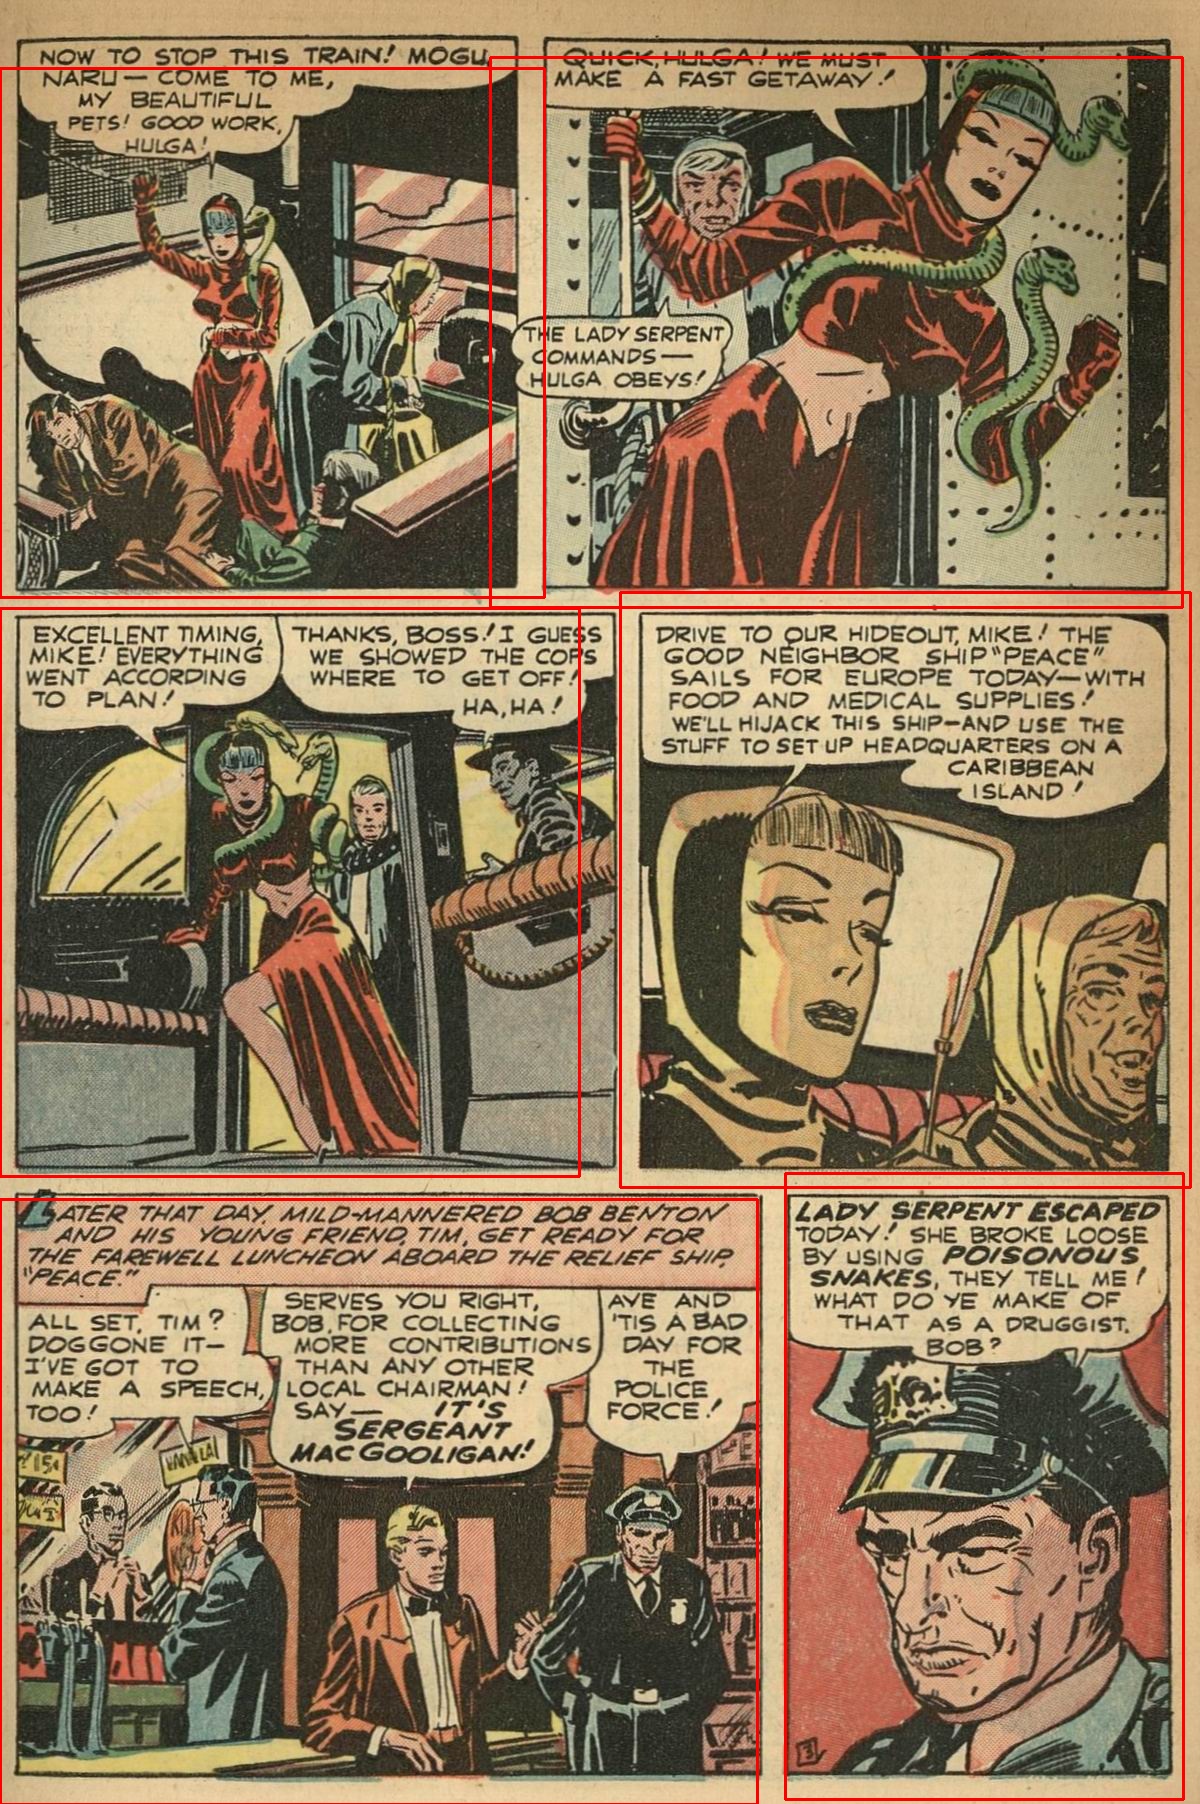 NOW TO STOP THIS TRAIN! MOGU,
NARU — COME TO ME,
MY BEAUTIFUL
PETS! GOOD WORK,
HULGA!
QUICK, HULGA! WE MUST
MAKE A FAST GETAWAY!
THE LADY SERPENT
COMMANDS —
HULGA OBEYS!
EXCELLENT TIMING,
MIKE! EVERYTHING
WENT ACCORDING
TO PLAN!
THANKS, BOSS! I GUESS
WE SHOWED THE COPS
WHERE TO GET OFF!
HA, HA!
DRIVE TO OUR HIDEOUT, MIKE! THE
GOOD NEIGHBOR SHIP "PEACE"
SAILS FOR EUROPE TODAY — WITH
FOOD AND MEDICAL SUPPLIES!
WE'LL HIJACK THIS SHIP — AND USE THE
STUFF TO SET UP HEADQUARTERS ON A
CARIBBEAN
ISLAND!
LATER THAT DAY, MILD-MANNERED BOB BENTON
AND HIS YOUNG FRIEND, TIM, GET READY FOR
THE FAREWELL LUNCHEON ABOARD THE RELIEF SHIP,
"PEACE."
ALL SET, TIM?
DOGGONE IT —
I'VE GOT TO
MAKE A SPEECH,
TOO!
SERVES YOU RIGHT,
BOB, FOR COLLECTING
MORE CONTRIBUTIONS
THAN ANY OTHER
LOCAL CHAIRMAN!
SAY — IT'S
SERGEANT
MAC GOOLIGAN!
AYE AND
'TIS A BAD
DAY FOR
THE
POLICE
FORCE!
15¢
LADY SERPENT ESCAPED
TODAY! SHE BROKE LOOSE
BY USING POISONOUS
SNAKES, THEY TELL ME!
WHAT DO YE MAKE OF
THAT AS A DRUGGIST,
BOB?
3